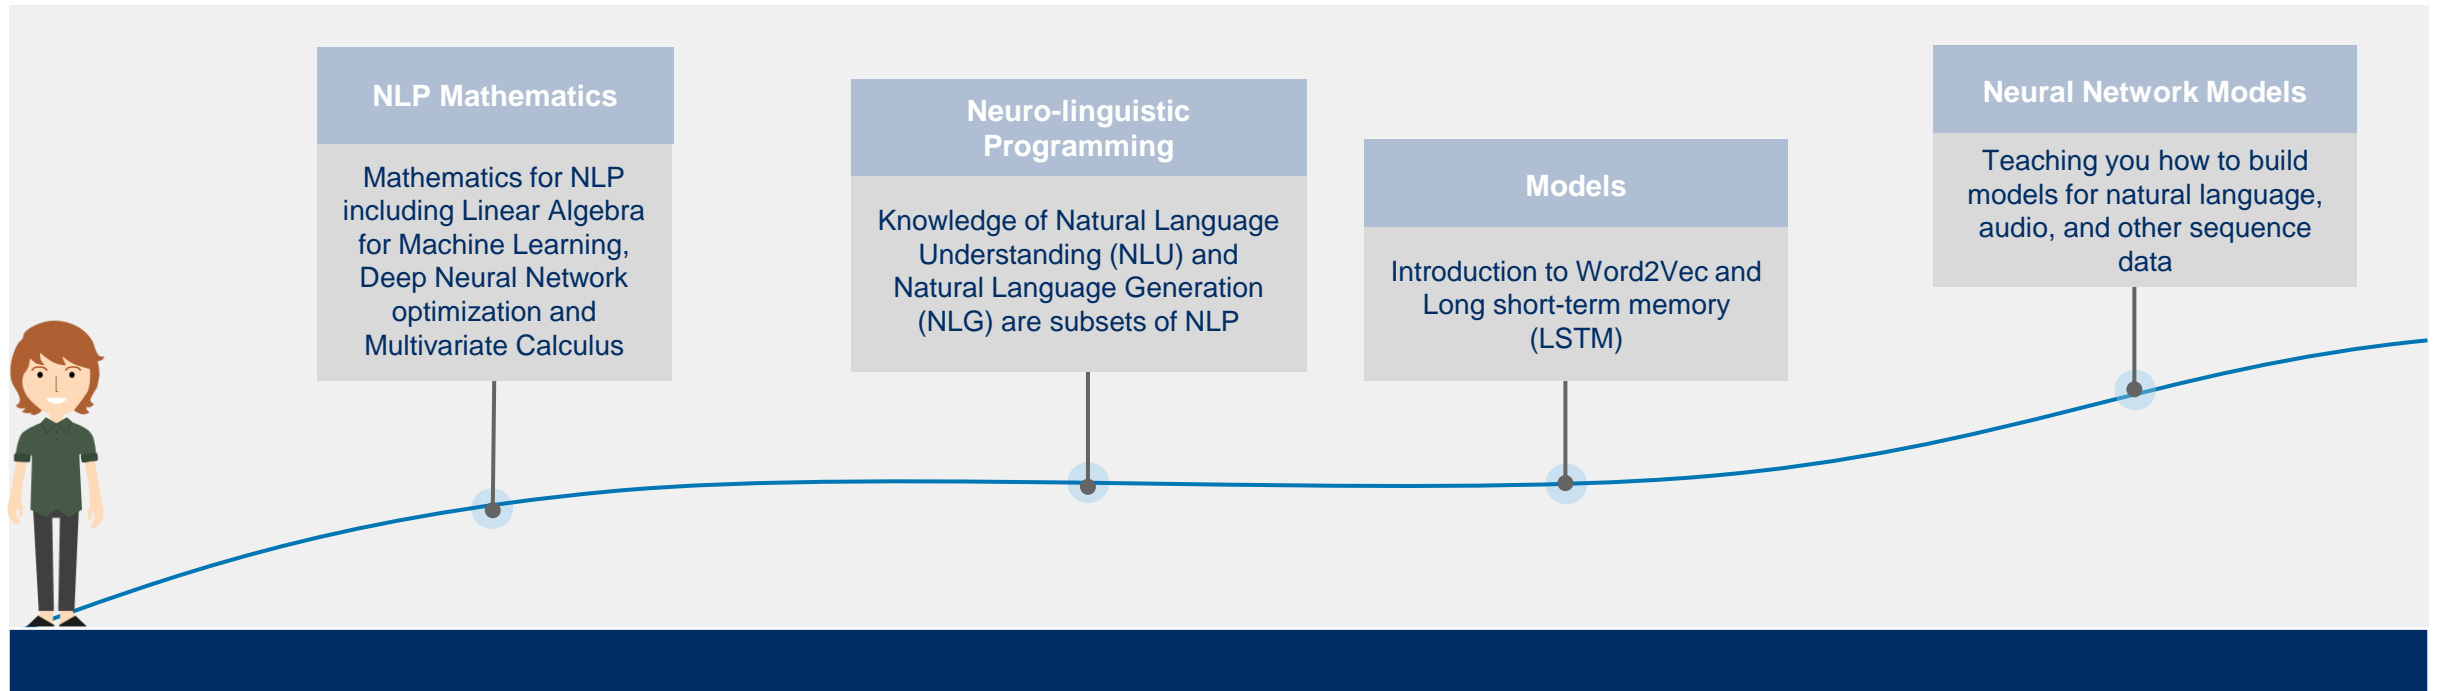 NLP Mathematics
Mathematics for NLP
including Linear Algebra
for Machine Learning,
Deep Neural Network
optimization and
Multivariate Calculus
Neuro-linguistic
Programming
Knowledge of Natural Language
Understanding (NLU) and
Natural Language Generation
(NLG) are subsets of NLP
Models
Introduction to Word2Vec and
Long short-term memory
(LSTM)
Neural Network Models
Teaching you how to build
models for natural language,
audio, and other sequence
data